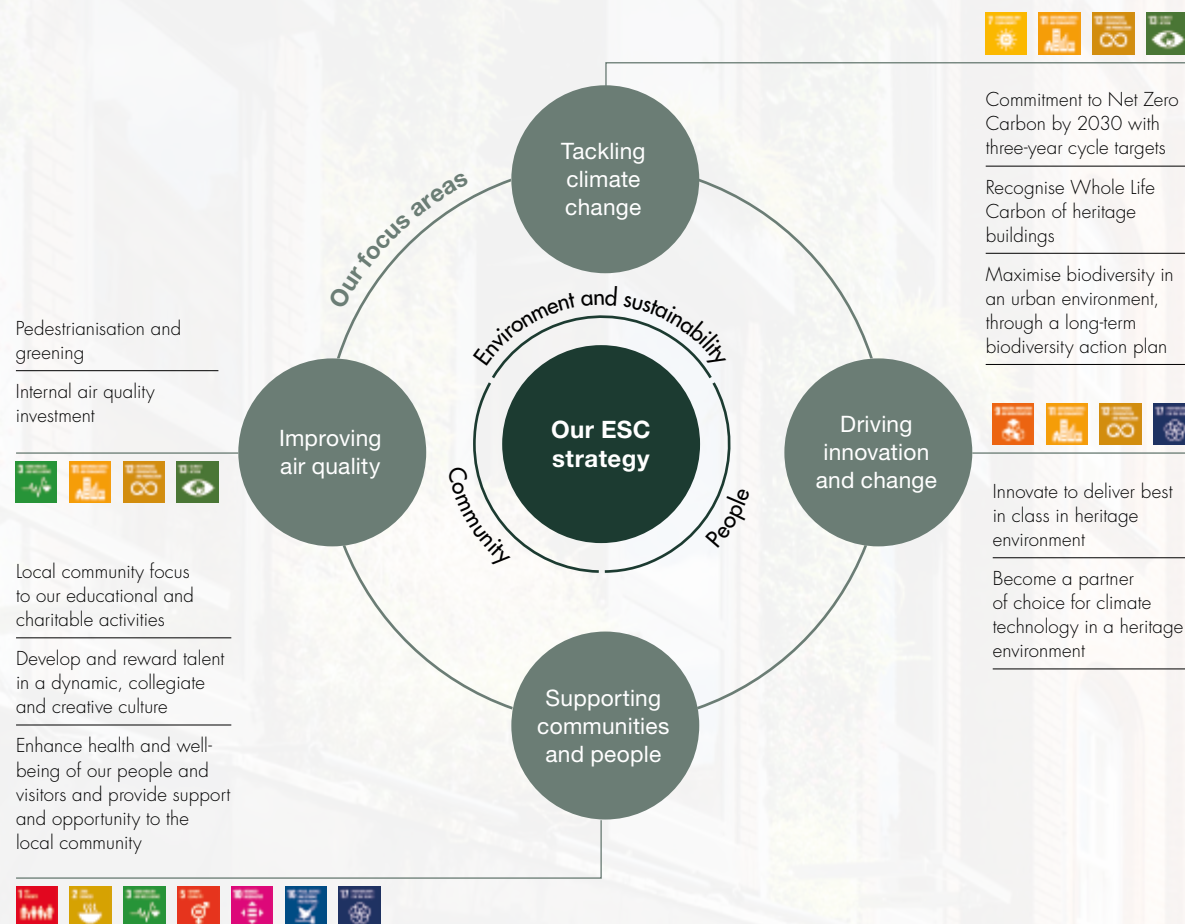 Commitment to Net Zero
Carbon by 2030 with
three-year cycle targets
Recognise Whole Life
Carbon of heritage
buildings
Maximise biodiversity in
an urban environment,
through a long-term
biodiversity action plan
Tackling
climate
change
Our focus areas
Environment and sustainability
Pedestrianisation and
greening
Internal air quality
investment
Improving
air quality
Our ESC
strategy
Driving
innovation
and change
Community
People
Innovate to deliver best
in class in heritage
environment
Become a partner
of choice for climate
technology in a heritage
environment
Local community focus
to our educational and
charitable activities
Develop and reward talent
in a dynamic, collegiate
and creative culture
Enhance health and well-
being of our people and
visitors and provide support
and opportunity to the
local community
Supporting
communities
and people